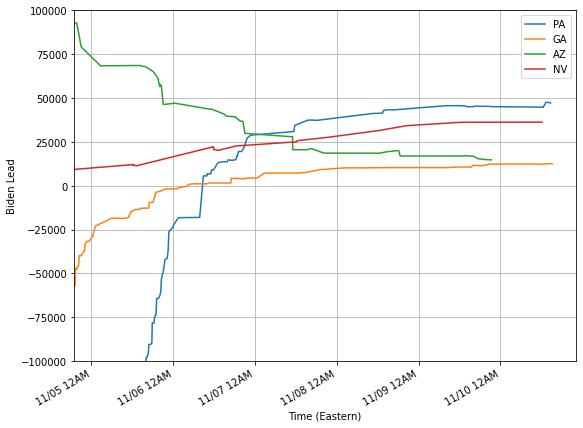 100000
75000
50000
25000
0
−25000
−50000
−75000
−100000
Biden Lead
PA
GA
AZ
NV
11/05 12AM
11/06 12AM
11/07 12AM
11/08 12AM
11/09 12AM
11/10 12AM
Time (Eastern)